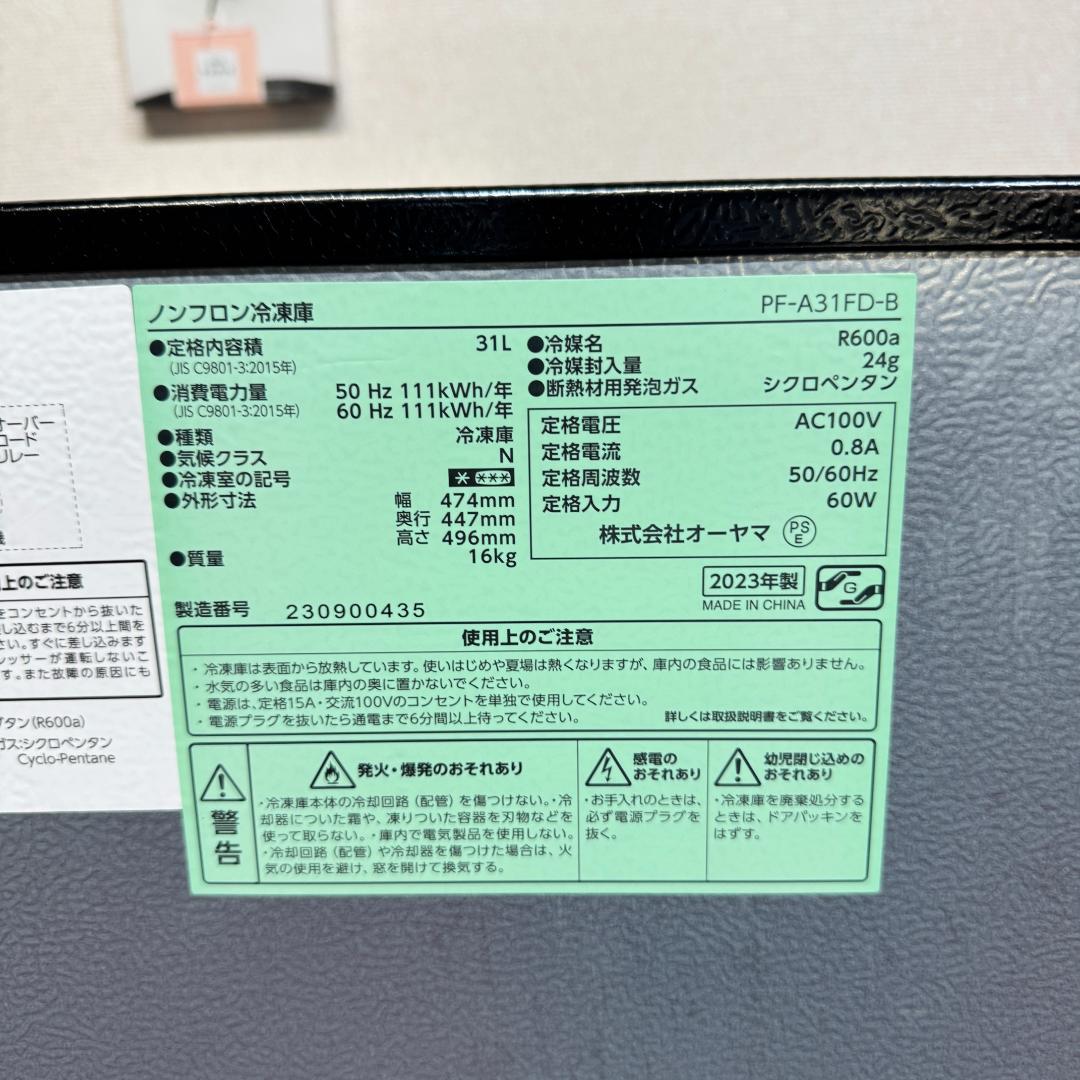 ノンフロン冷凍庫 PF-A31FD-B
●定格内容積 31L
(JIS C9801-3:2015年)
●消費電力量 50 Hz 111kWh/年
(JIS C9801-3:2015年) 60 Hz 111kWh/年
●種類 冷凍庫
●気候クラス N
●冷凍室の記号
●外形寸法 幅 474mm
奥行 447mm
高さ 496mm
●質量 16kg
製造番号 230900435
●冷媒名 R600a
●冷媒封入量 24g
●断熱材用発泡ガス シクロペンタン
定格電圧 AC100V
定格電流 0.8A
定格周波数 50/60Hz
定格入力 60W
株式会社オーヤマ PS E
2023年製
MADE IN CHINA G
使用上のご注意
・冷凍庫は表面から放熱しています。使いはじめや夏場は熱くなりますが、庫内の食品には影響ありません。
・水気の多い食品は庫内の奥に置かないでください。
・電源は、定格15A・交流100Vのコンセントを単独で使用してください。
・電源プラグを抜いたら通電まで6分間以上待ってください。 詳しくは取扱説明書をご覧ください。
警告
発火・爆発のおそれあり
・冷凍庫本体の冷却回路（配管）を傷つけない。・冷
却器についた霜や、凍りついた容器を刃物などを
使って取らない。・庫内で電気製品を使用しない。
・冷却回路（配管）や冷却器を傷つけた場合は、火
気の使用を避け、窓を開けて換気する。
感電の
おそれあり
・お手入れのときは、
必ず電源プラグを
抜く。
幼児閉じ込めの
おそれあり
・冷凍庫を廃棄処分する
ときは、ドアパッキンを
はずす。
オーバー
コード
リレー
上のご注意
をコンセントから抜いた
し込むまで6分以上間を
さい。すぐに差し込みます
レッサーが運転しないこ
す。また故障の原因にも
タン(R600a)
ガス:シクロペンタン
Cyclo-Pentane